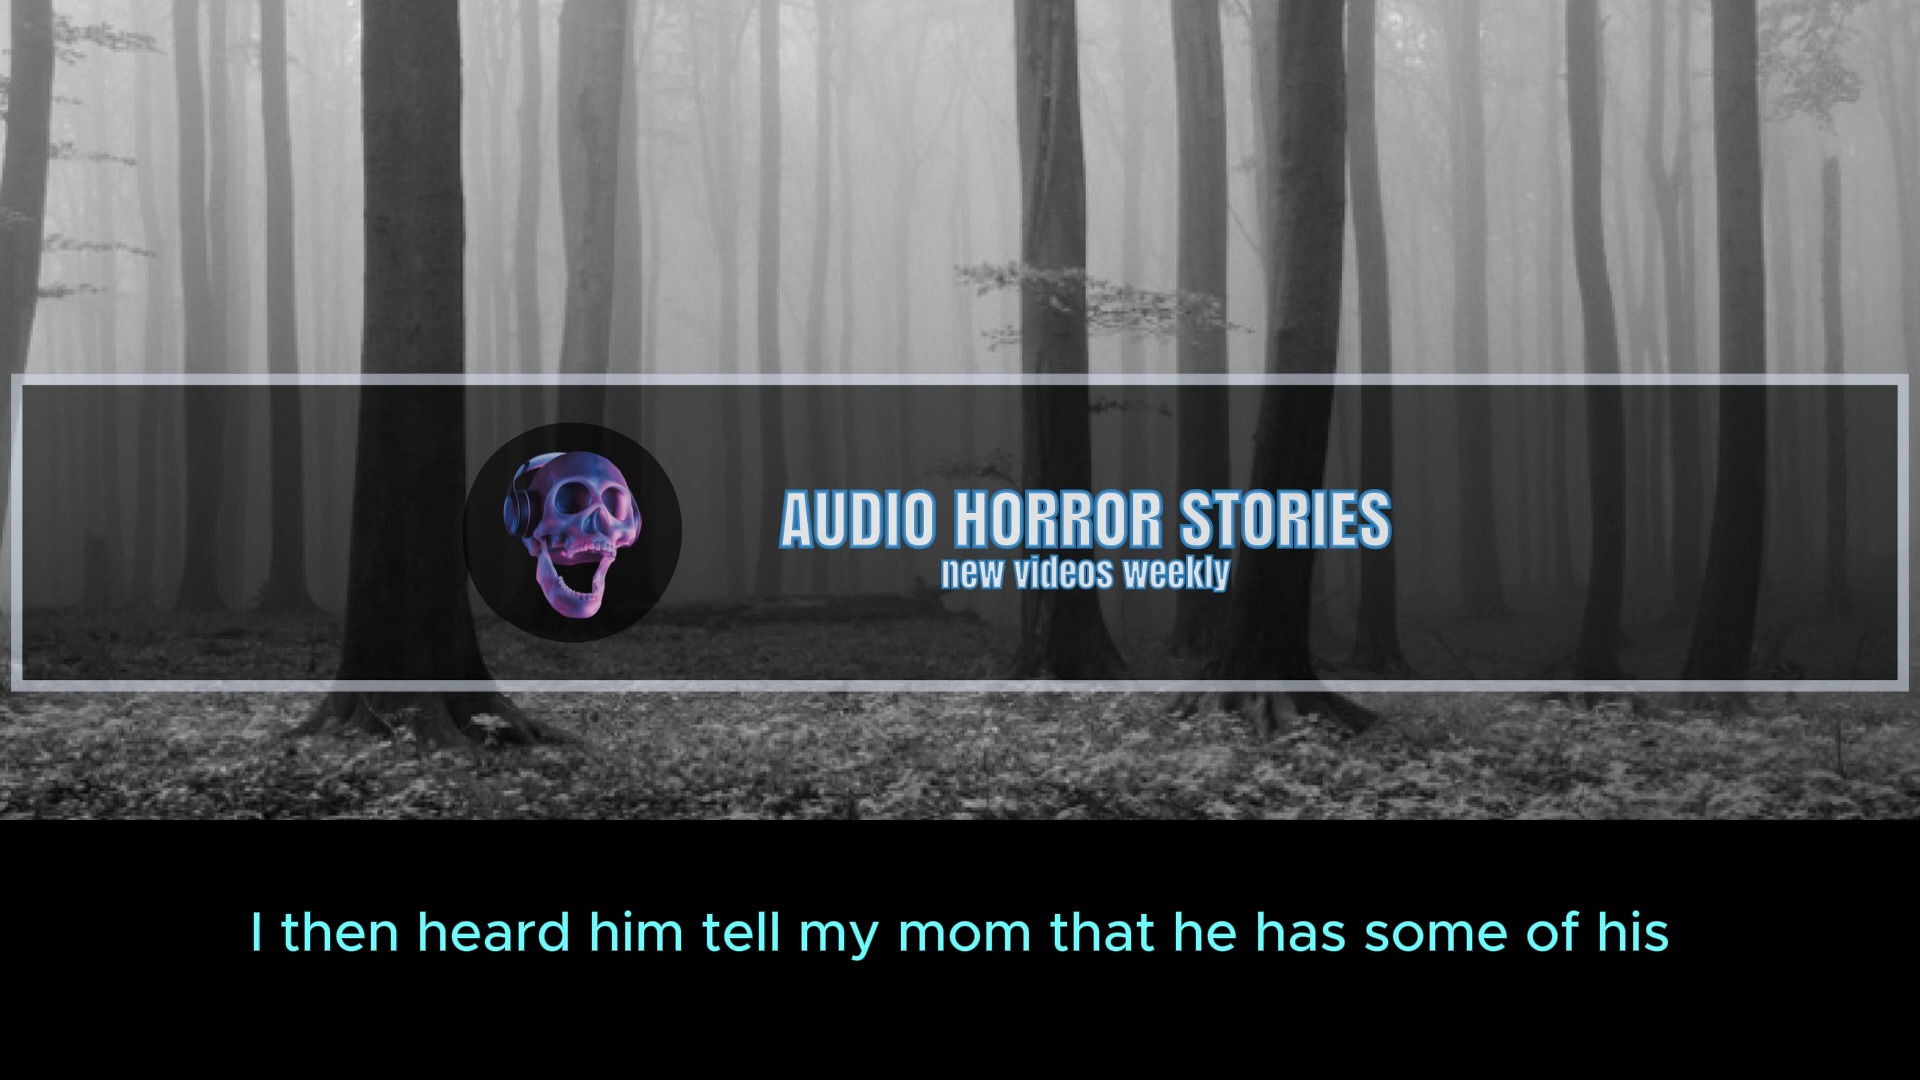 AUDIO HORROR STORIES
new videos weekly
I then heard him tell my mom that he has some of his